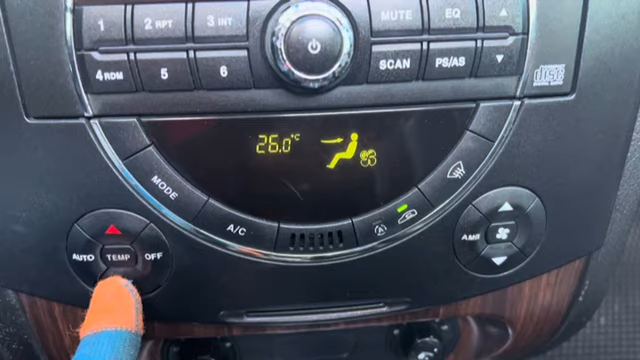 1 2 RPT 3 INT MUTE EQ
4 RDM 5 6 SCAN PS/AS
disc
26.0°C
MODE
A/C
AUTO TEMP OFF
AMB